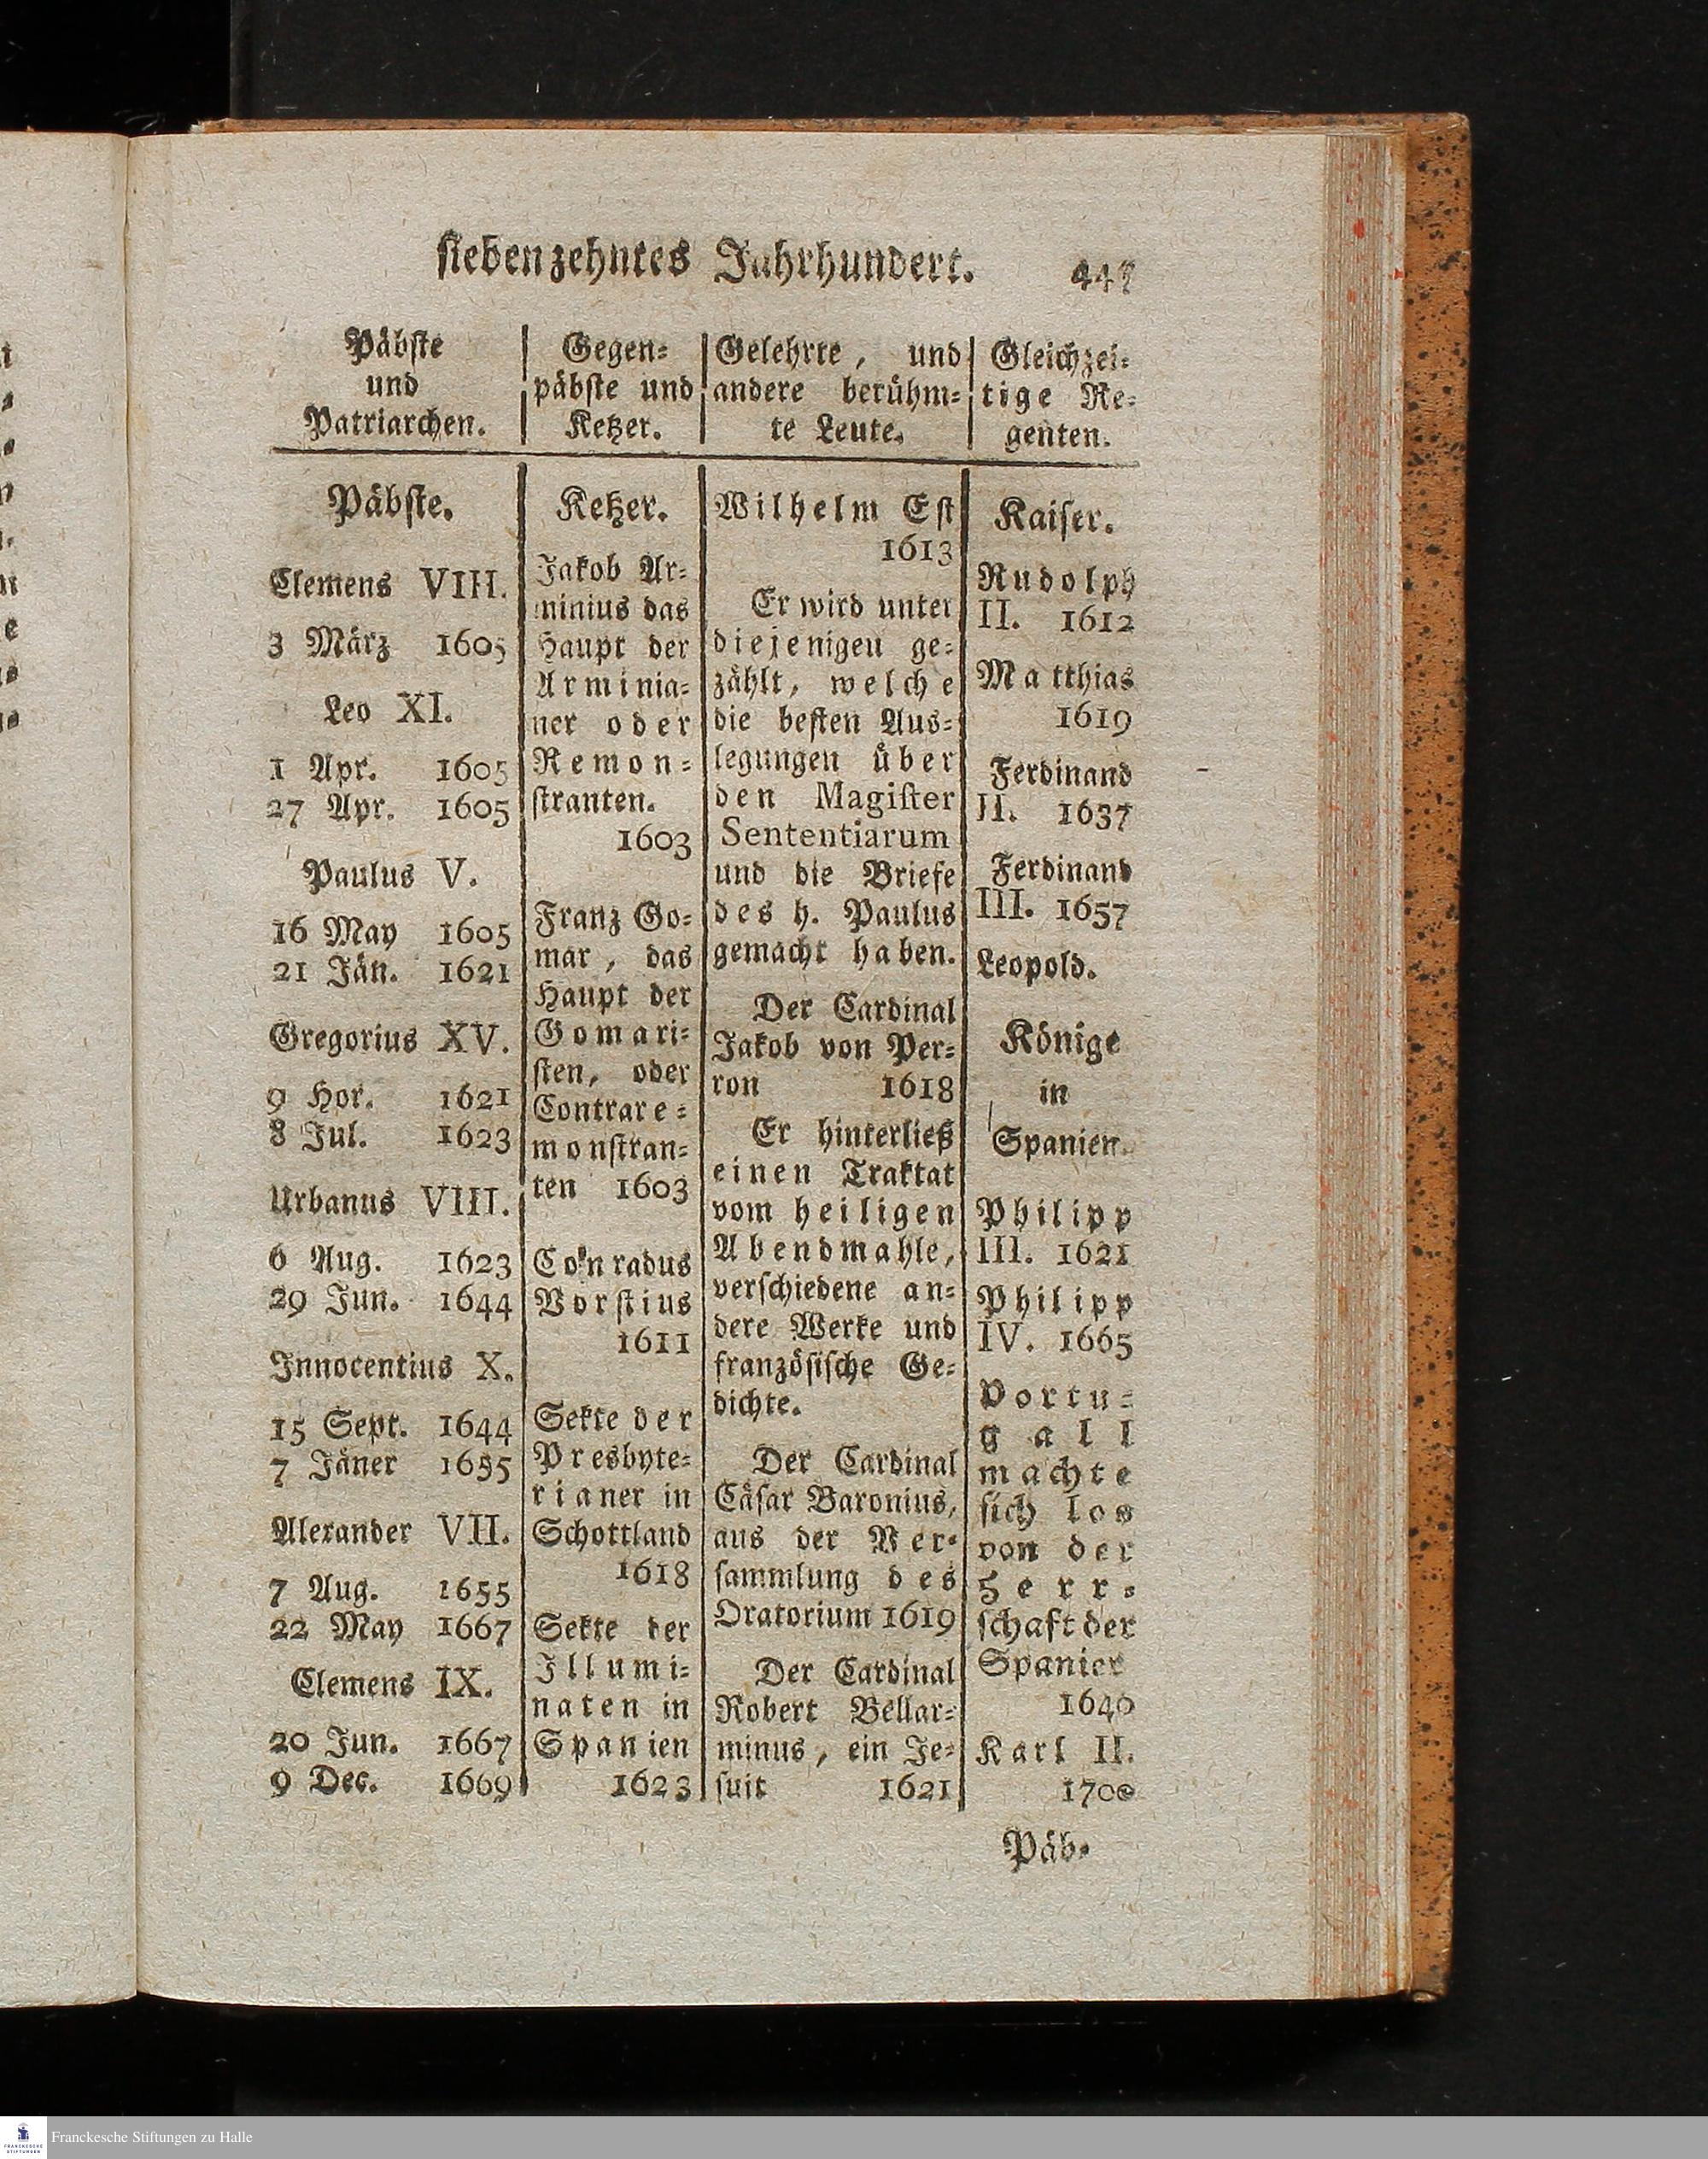 siebenzehntes Jahrhundert. 447
Päbste
und
Patriarchen.
Gegen-
päbste und
Ketzer.
Gelehrte, und
andere berühm-
te Leute.
Gleichzei-
tige Re-
genten.
Päbste.
Clemens VIII.
3 März 1605
Leo XI.
1 Apr. 1605
27 Apr. 1605
Paulus V.
16 May 1605
21 Jän. 1621
Gregorius XV.
9 Hor. 1621
8 Jul. 1623
Urbanus VIII.
6 Aug. 1623
29 Jun. 1644
Innocentius X.
15 Sept. 1644
7 Jäner 1655
Alexander VII.
7 Aug. 1655
22 May 1667
Clemens IX.
20 Jun. 1667
9 Dec. 1669
Ketzer.
Jakob Ar-
minius das
Haupt der
Arminia-
ner oder
Remon-
stranten.
1603
Franz Go-
mar, das
Haupt der
Gomari-
sten, oder
Contrare-
monstran-
ten 1603
Conradus
Vorstius
1611
Sekte der
Presbyte-
rianer in
Schottland
1618
Sekte der
Illumi-
naten in
Spanien
1623
Wilhelm Est
1613
Er wird unter
diejenigen ge-
zählt, welche
die besten Aus-
legungen über
den Magister
Sententiarum
und die Briefe
des h. Paulus
gemacht haben.
Der Cardinal
Jakob von Per-
ron 1618
Er hinterließ
einen Traktat
vom heiligen
Abendmahle,
verschiedene an-
dere Werke und
französische Ge-
dichte.
Der Cardinal
Cäsar Baronius,
aus der Ver-
sammlung des
Oratorium 1619
Der Cardinal
Robert Bellar-
minus, ein Je-
suit 1621
Kaiser.
Rudolph
II. 1612
Matthias
1619
Ferdinand
II. 1637
Ferdinand
III. 1657
Leopold.
Könige
in
Spanien.
Philipp
III. 1621
Philipp
IV. 1665
Portu-
gall
machte
sich los
von der
Herr-
schaft der
Spanier
1640
Karl II.
1700
Päb-
Franckesche Stiftungen zu Halle